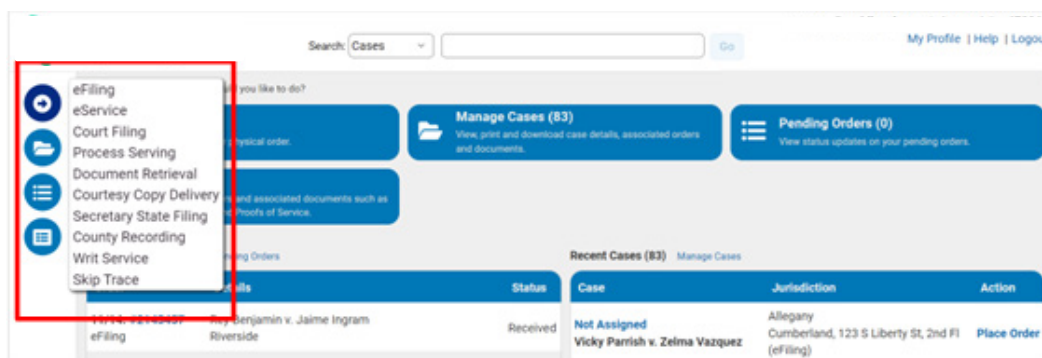 My Profile | Help | Logou
Search: Cases Go
you like to do?
eFiling
eService
Court Filing
Process Serving
Document Retrieval
Courtesy Copy Delivery
Secretary State Filing
County Recording
Writ Service
Skip Trace
physical order.
Manage Cases (83)
View, print and download case details, associated orders
and documents.
Pending Orders (0)
View status updates on your pending orders.
and associated documents such as
Proofs of Service.
Orders
Recent Cases (83) Manage Cases
Status
Case Jurisdiction Action
Benjamin v. Jaime Ingram
eFiling Riverside
Received
Not Assigned
Vicky Parrish v. Zelma Vazquez
Allegany
Cumberland, 123 S Liberty St, 2nd Fl
(eFiling)
Place Order